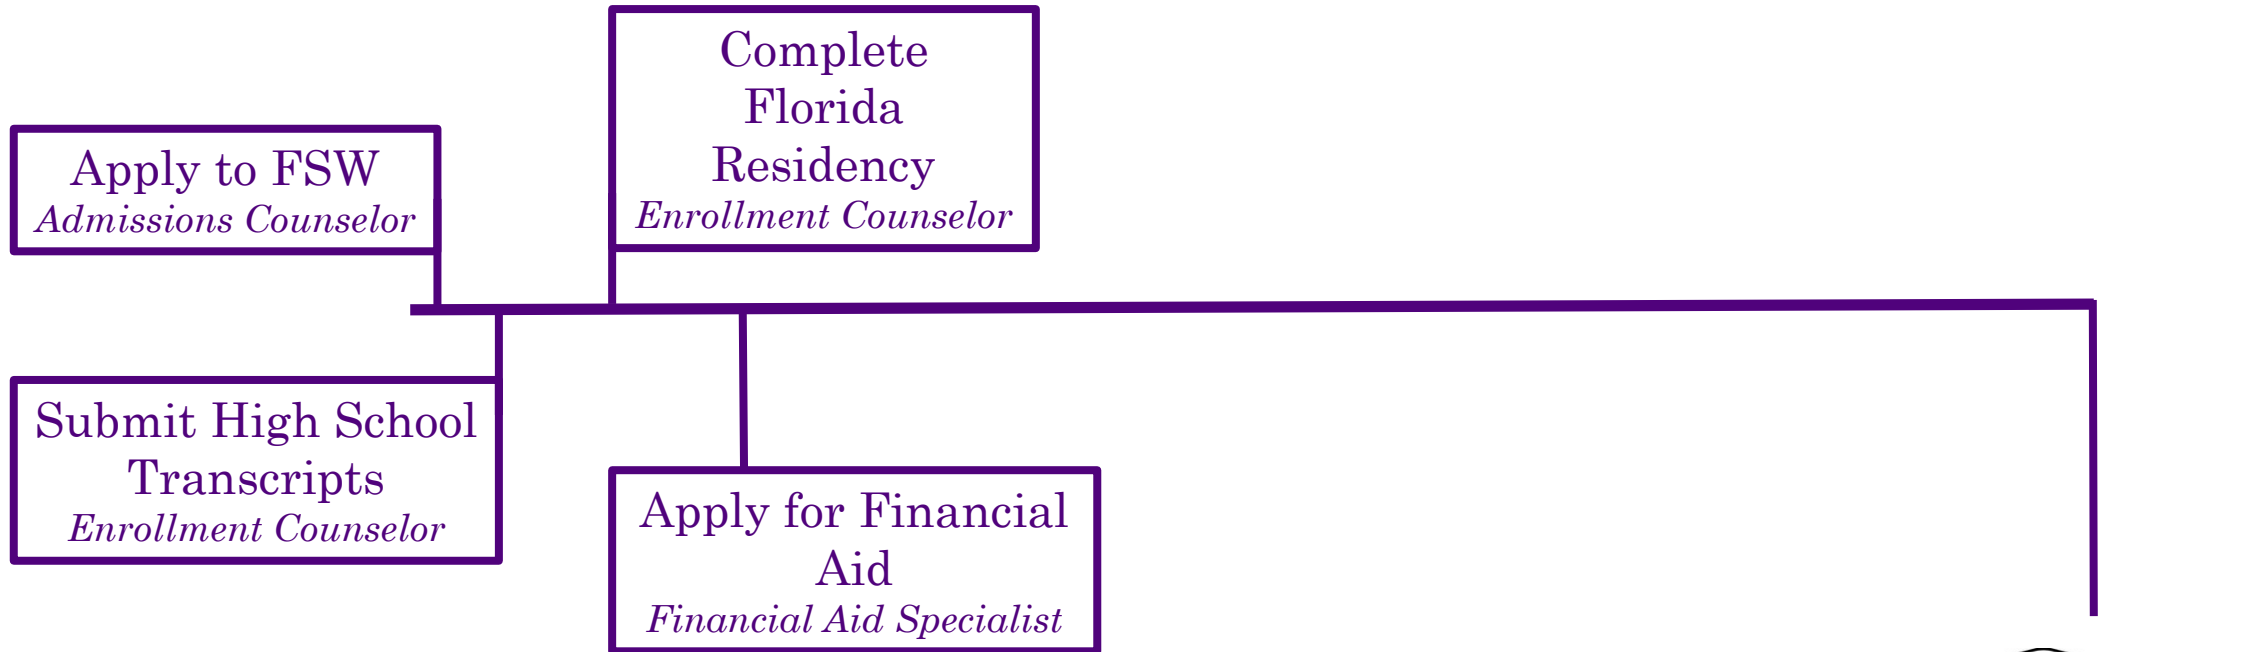 Apply to FSW
Admissions Counselor
Submit High School
Transcripts
Enrollment Counselor
Complete
Florida
Residency
Enrollment Counselor
Apply for Financial
Aid
Financial Aid Specialist